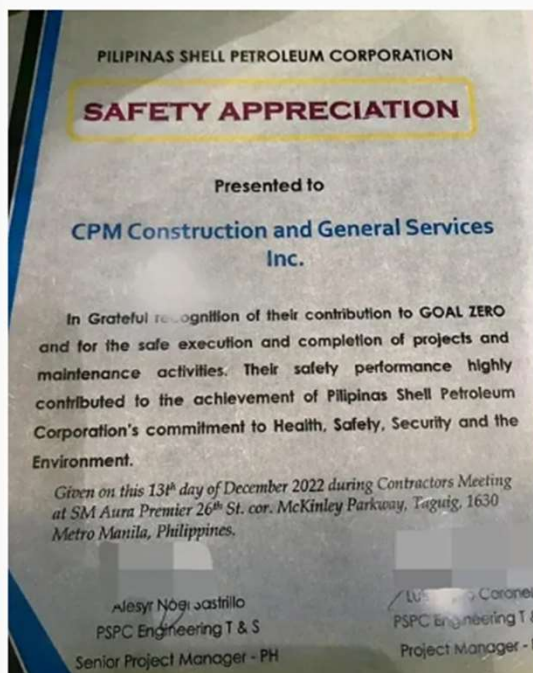 PILIPINAS SHELL PETROLEUM CORPORATION
SAFETY APPRECIATION
Presented to
CPM Construction and General Services
Inc.
In Grateful recognition of their contribution to GOAL ZERO
and for the safe execution and completion of projects and
maintenance activities. Their safety performance highly
contributed to the achievement of Pilipinas Shell Petroleum
Corporation's commitment to Health, Safety, Security and the
Environment.
Given on this 13th day of December 2022 during Contractors Meeting
at SM Aura Premier 26th St. cor. McKinley Parkway, Taguig, 1630
Metro Manila, Philippines.
Coronel
PSPC Engineering T & S
PSPC Engineering T &
Senior Project Manager - PH
Project Manager -